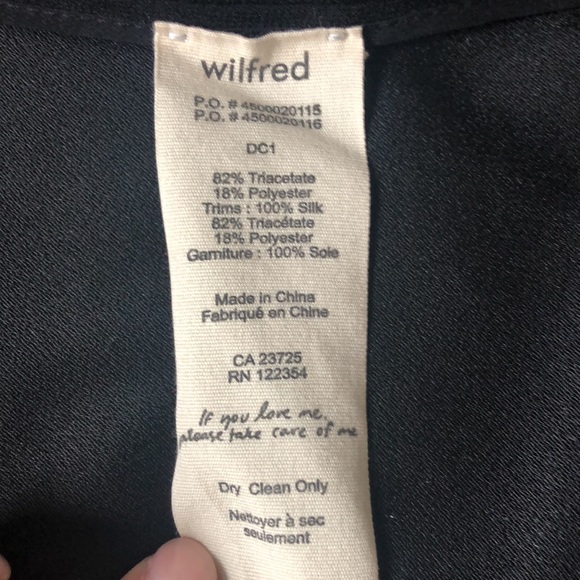 wilfred
P.O. # 4500020115
P.O. # 4500020116
DC1
82% Triacetate
18% Polyester
Trims : 100% Silk
82% Triacétate
18% Polyester
Garniture : 100% Soie
Made in China
Fabriqué en Chine
CA 23725
RN 122354
If you love me,
please take care of me
Dry Clean Only
Nettoyer à sec
seulement